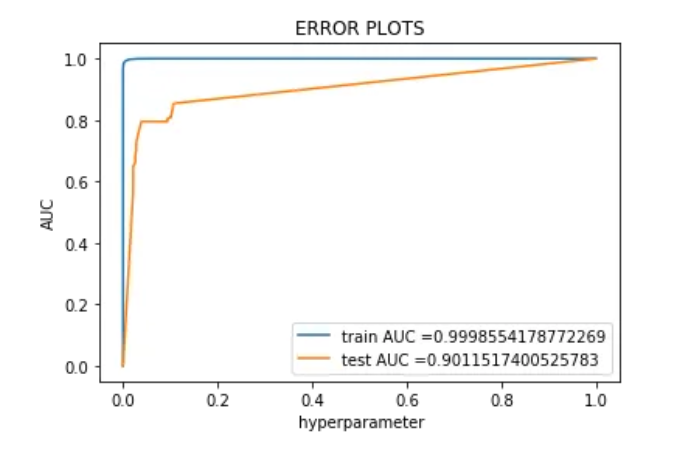 ERROR PLOTS
1.0
0.8
0.6
0.4
0.2
0.0
AUC
train AUC =0.9998554178772269
test AUC =0.9011517400525783
0.0 0.2 0.4 0.6 0.8 1.0
hyperparameter